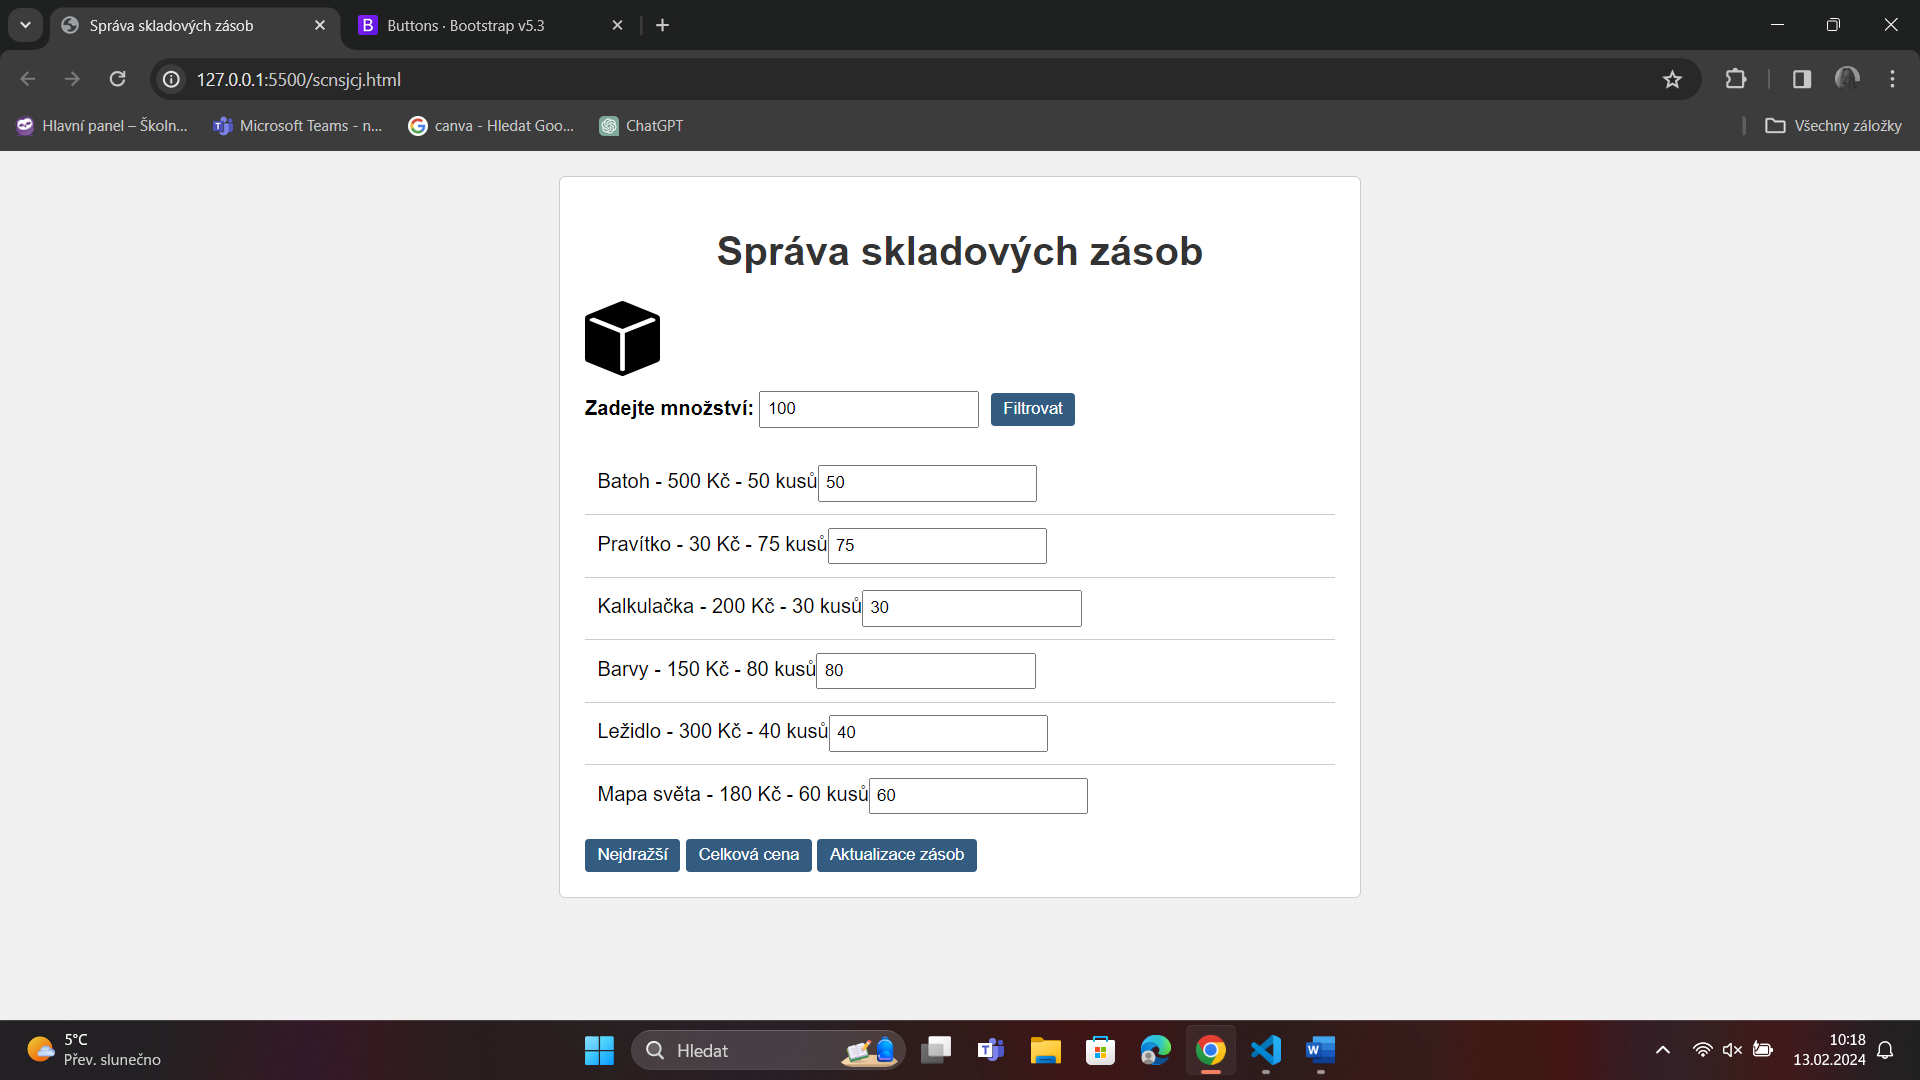 Správa skladových zásob
Buttons · Bootstrap v5.3
127.0.0.1:5500/scnsjcj.html
Hlavní panel – Školn...
Microsoft Teams - n...
canva - Hledat Goo...
ChatGPT
Všechny záložky
Správa skladových zásob
Zadejte množství: 100 Filtrovat
Batoh - 500 Kč - 50 kusů 50
Pravítko - 30 Kč - 75 kusů 75
Kalkulačka - 200 Kč - 30 kusů 30
Barvy - 150 Kč - 80 kusů 80
Ležidlo - 300 Kč - 40 kusů 40
Mapa světa - 180 Kč - 60 kusů 60
Nejdražší Celková cena Aktualizace zásob
5°C
Přev. slunečno
Hledat
10:18
13.02.2024